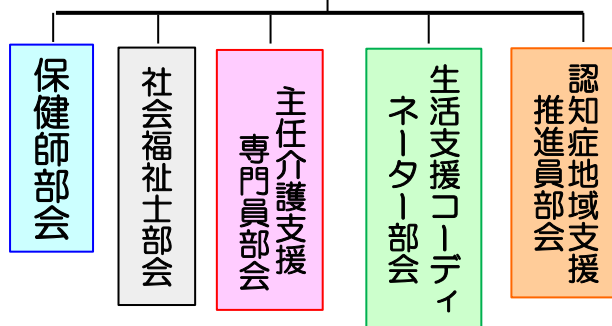 保健師部会
社会福祉士部会
主任介護支援
専門員部会
生活支援コーディ
ネーター部会
認知症地域支援
推進員部会